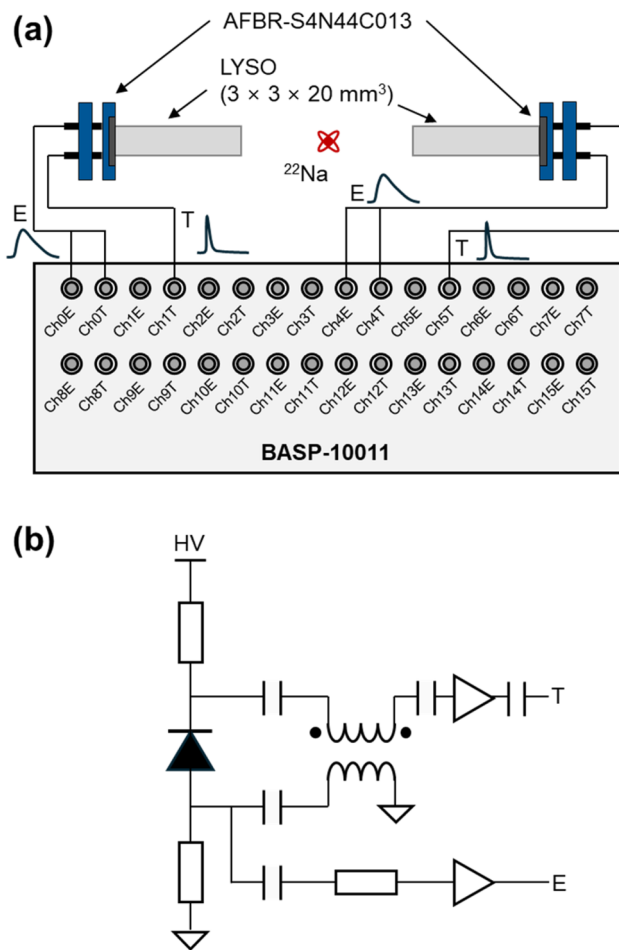 (a)
AFBR-S4N44C013
LYSO
(3 × 3 × 20 mm³)
²²Na
E
T
E
T
Ch0E Ch0T Ch1E Ch1T Ch2E Ch2T Ch3E Ch3T Ch4E Ch4T Ch5E Ch5T Ch6E Ch6T Ch7E Ch7T
Ch8E Ch8T Ch9E Ch9T Ch10E Ch10T Ch11E Ch11T Ch12E Ch12T Ch13E Ch13T Ch14E Ch14T Ch15E Ch15T
BASP-10011
(b)
HV
T
E